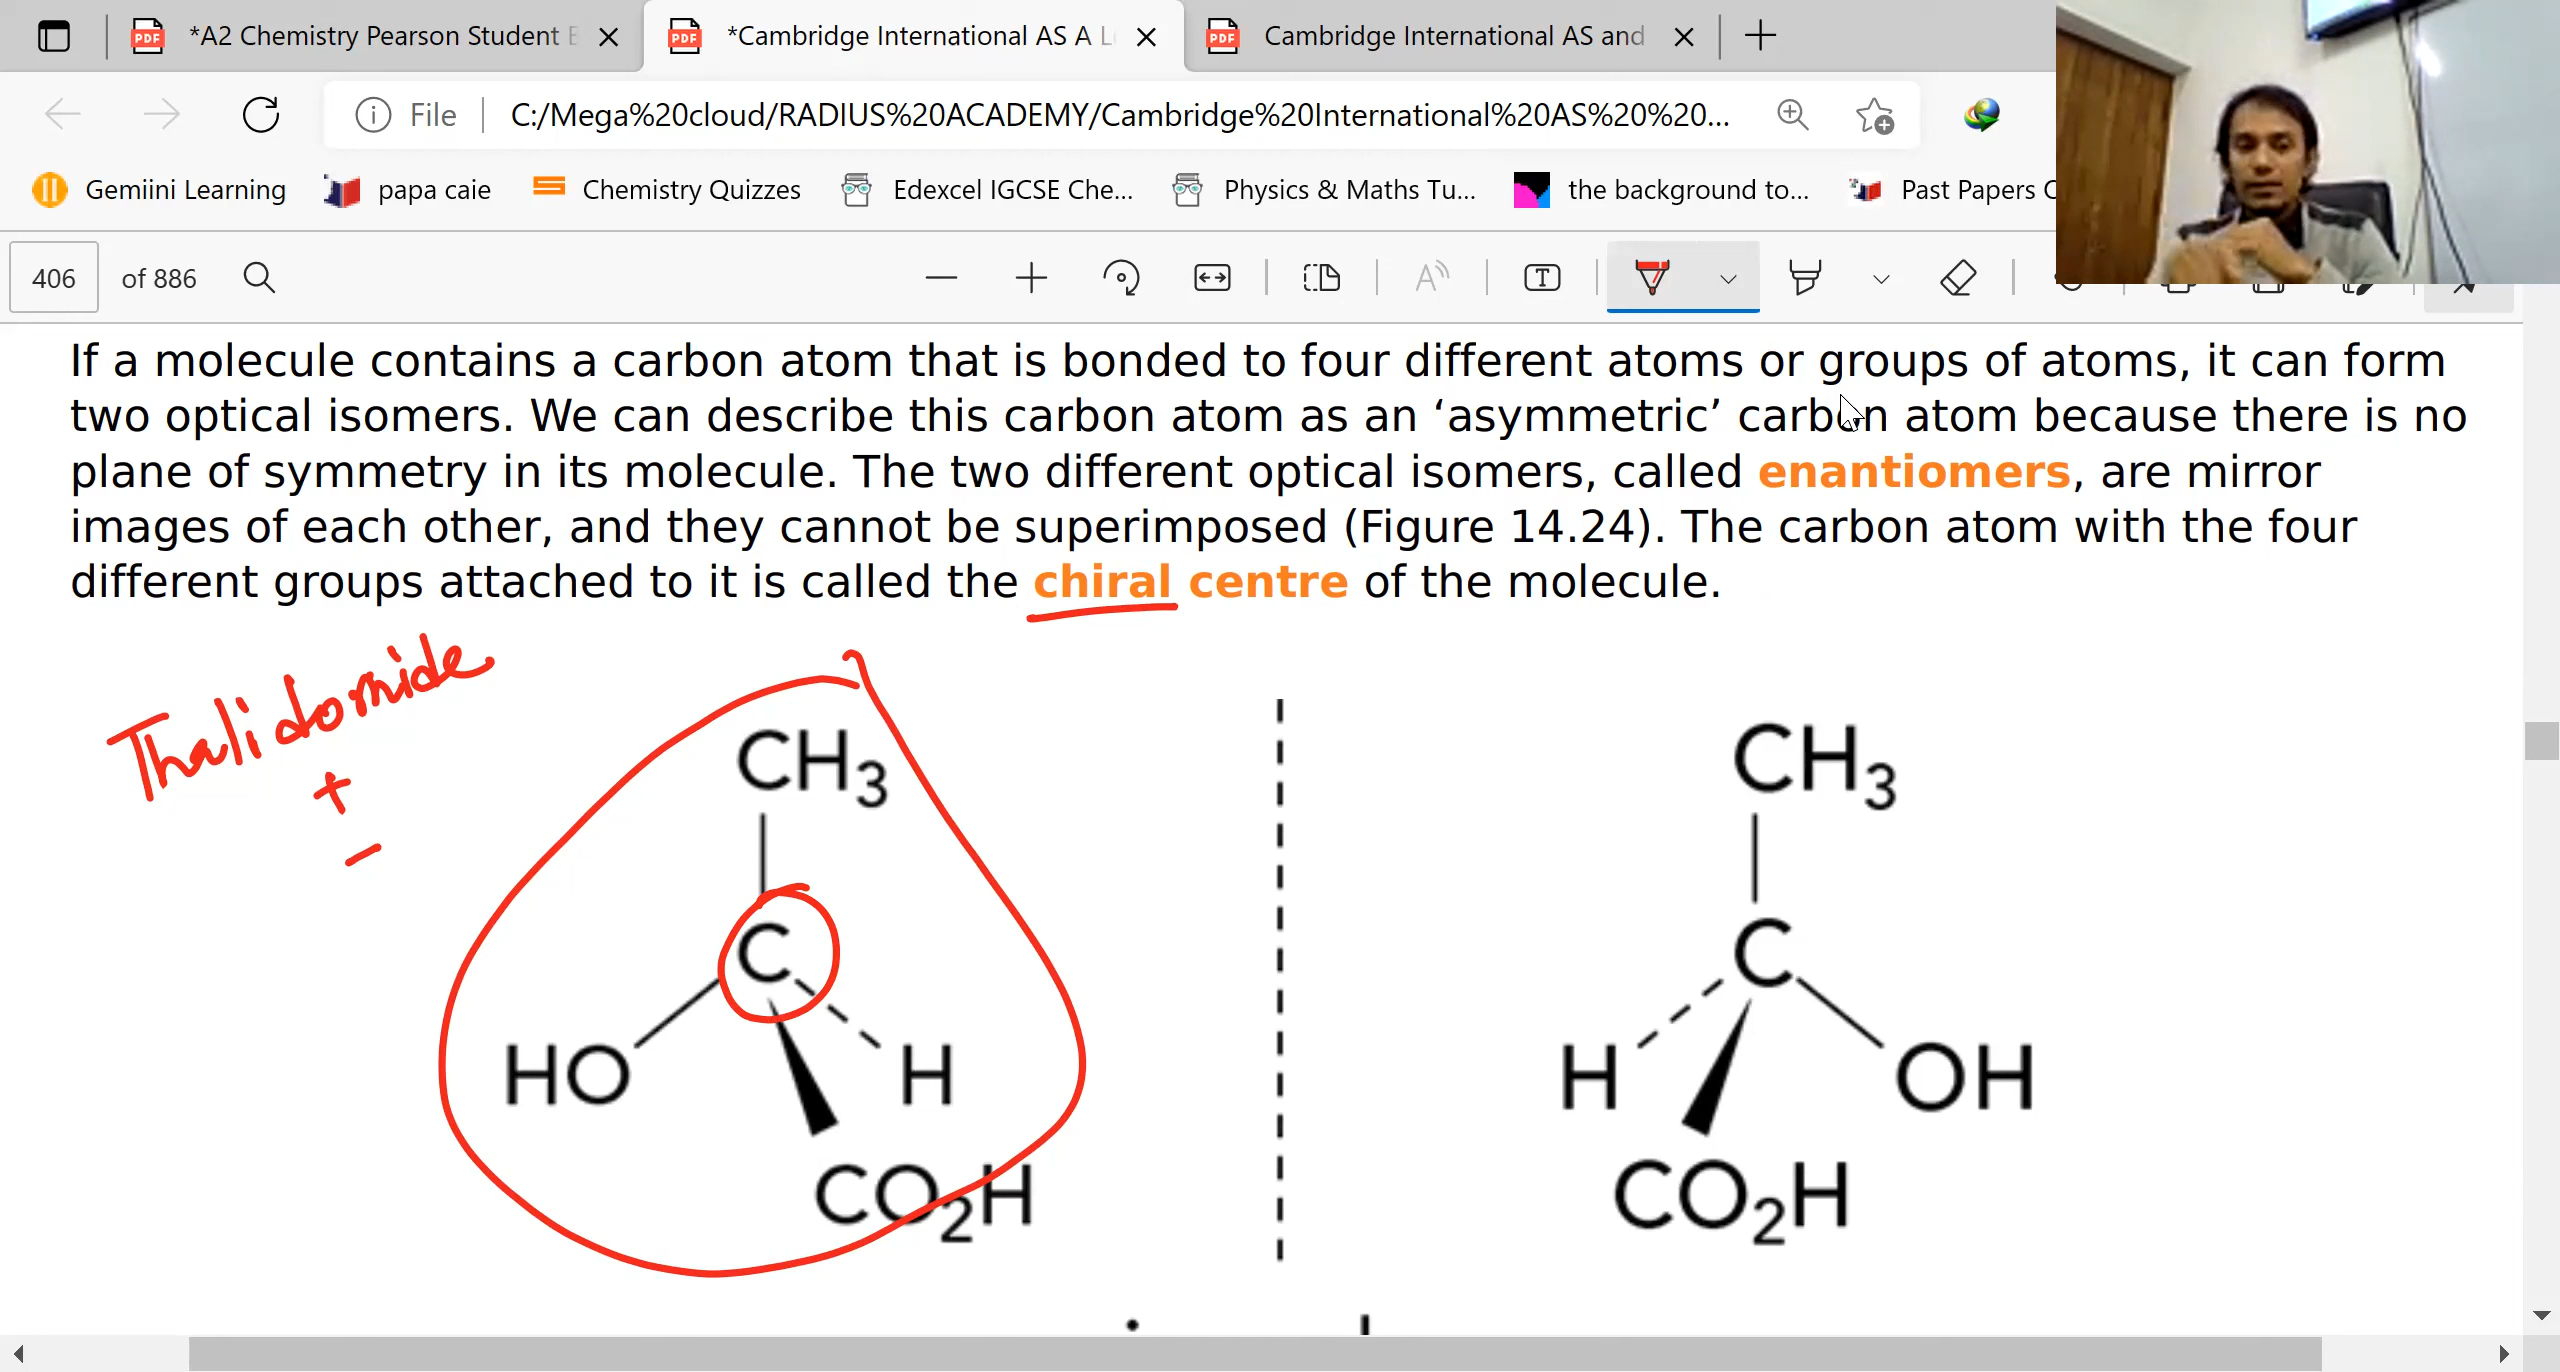 *A2 Chemistry Pearson Student
*Cambridge International AS A L
Cambridge International AS and
File
C:/Mega%20cloud/RADIUS%20ACADEMY/Cambridge%20International%20AS%20%20...
Gemiini Learning
papa caie
Chemistry Quizzes
Edexcel IGCSE Che...
Physics & Maths Tu...
the background to...
Past Papers
406 of 886
If a molecule contains a carbon atom that is bonded to four different atoms or groups of atoms, it can form
two optical isomers. We can describe this carbon atom as an ‘asymmetric’ carbon atom because there is no
plane of symmetry in its molecule. The two different optical isomers, called enantiomers, are mirror
images of each other, and they cannot be superimposed (Figure 14.24). The carbon atom with the four
different groups attached to it is called the chiral centre of the molecule.
Thalidomide
+
−
CH₃
C
HO
H
CO₂H
CH₃
C
H
OH
CO₂H